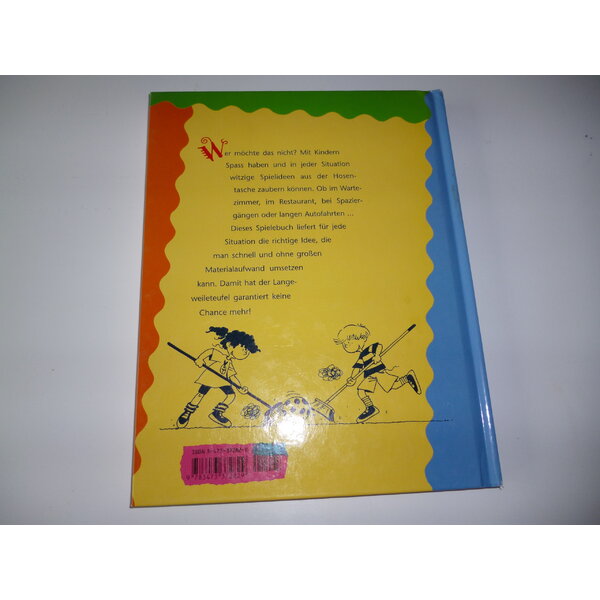 Wer möchte das nicht? Mit Kindern
Spass haben und in jeder Situation
witzige Spielideen aus der Hosen-
tasche zaubern können. Ob im Warte-
zimmer, im Restaurant, bei Spazier-
gängen oder langen Autofahrten ...
Dieses Spielebuch liefert für jede
Situation die richtige Idee, die
man schnell und ohne großen
Materialaufwand umsetzen
kann. Damit hat der Lange-
weileteufel garantiert keine
Chance mehr!
ISBN